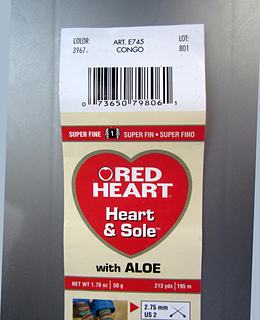 COLOR: ART. E745 LOT:
3967. CONGO 801
0 73650 79806 1
SUPER FINE 1 SUPER FIN • SUPER FINO
RED
HEART
Heart
& Sole™
with ALOE
NET WT 1.76 oz | 50 g 213 yds | 195 m
2.75 mm
US 2